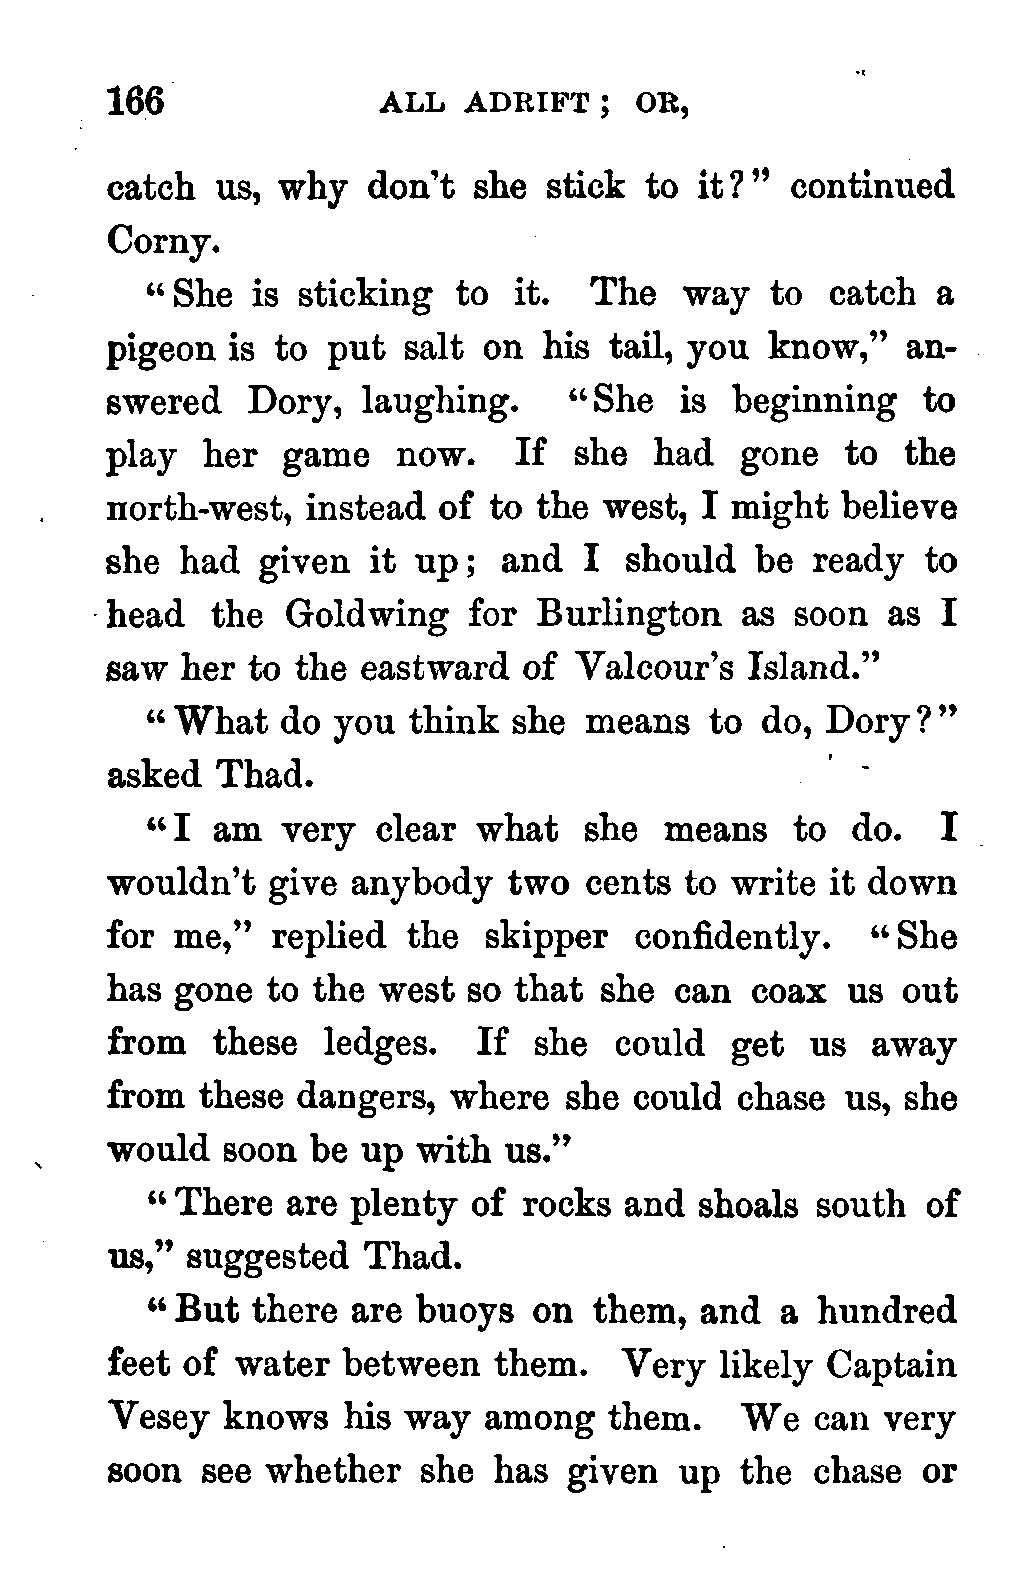 166 ALL ADRIFT; OR,
catch us, why don't she stick to it?" continued
Corny.
"She is sticking to it. The way to catch a
pigeon is to put salt on his tail, you know," an-
swered Dory, laughing. "She is beginning to
play her game now. If she had gone to the
north-west, instead of to the west, I might believe
she had given it up; and I should be ready to
head the Goldwing for Burlington as soon as I
saw her to the eastward of Valcour's Island."
"What do you think she means to do, Dory?"
asked Thad.
"I am very clear what she means to do. I
wouldn't give anybody two cents to write it down
for me," replied the skipper confidently. "She
has gone to the west so that she can coax us out
from these ledges. If she could get us away
from these dangers, where she could chase us, she
would soon be up with us."
"There are plenty of rocks and shoals south of
us," suggested Thad.
"But there are buoys on them, and a hundred
feet of water between them. Very likely Captain
Vesey knows his way among them. We can very
soon see whether she has given up the chase or